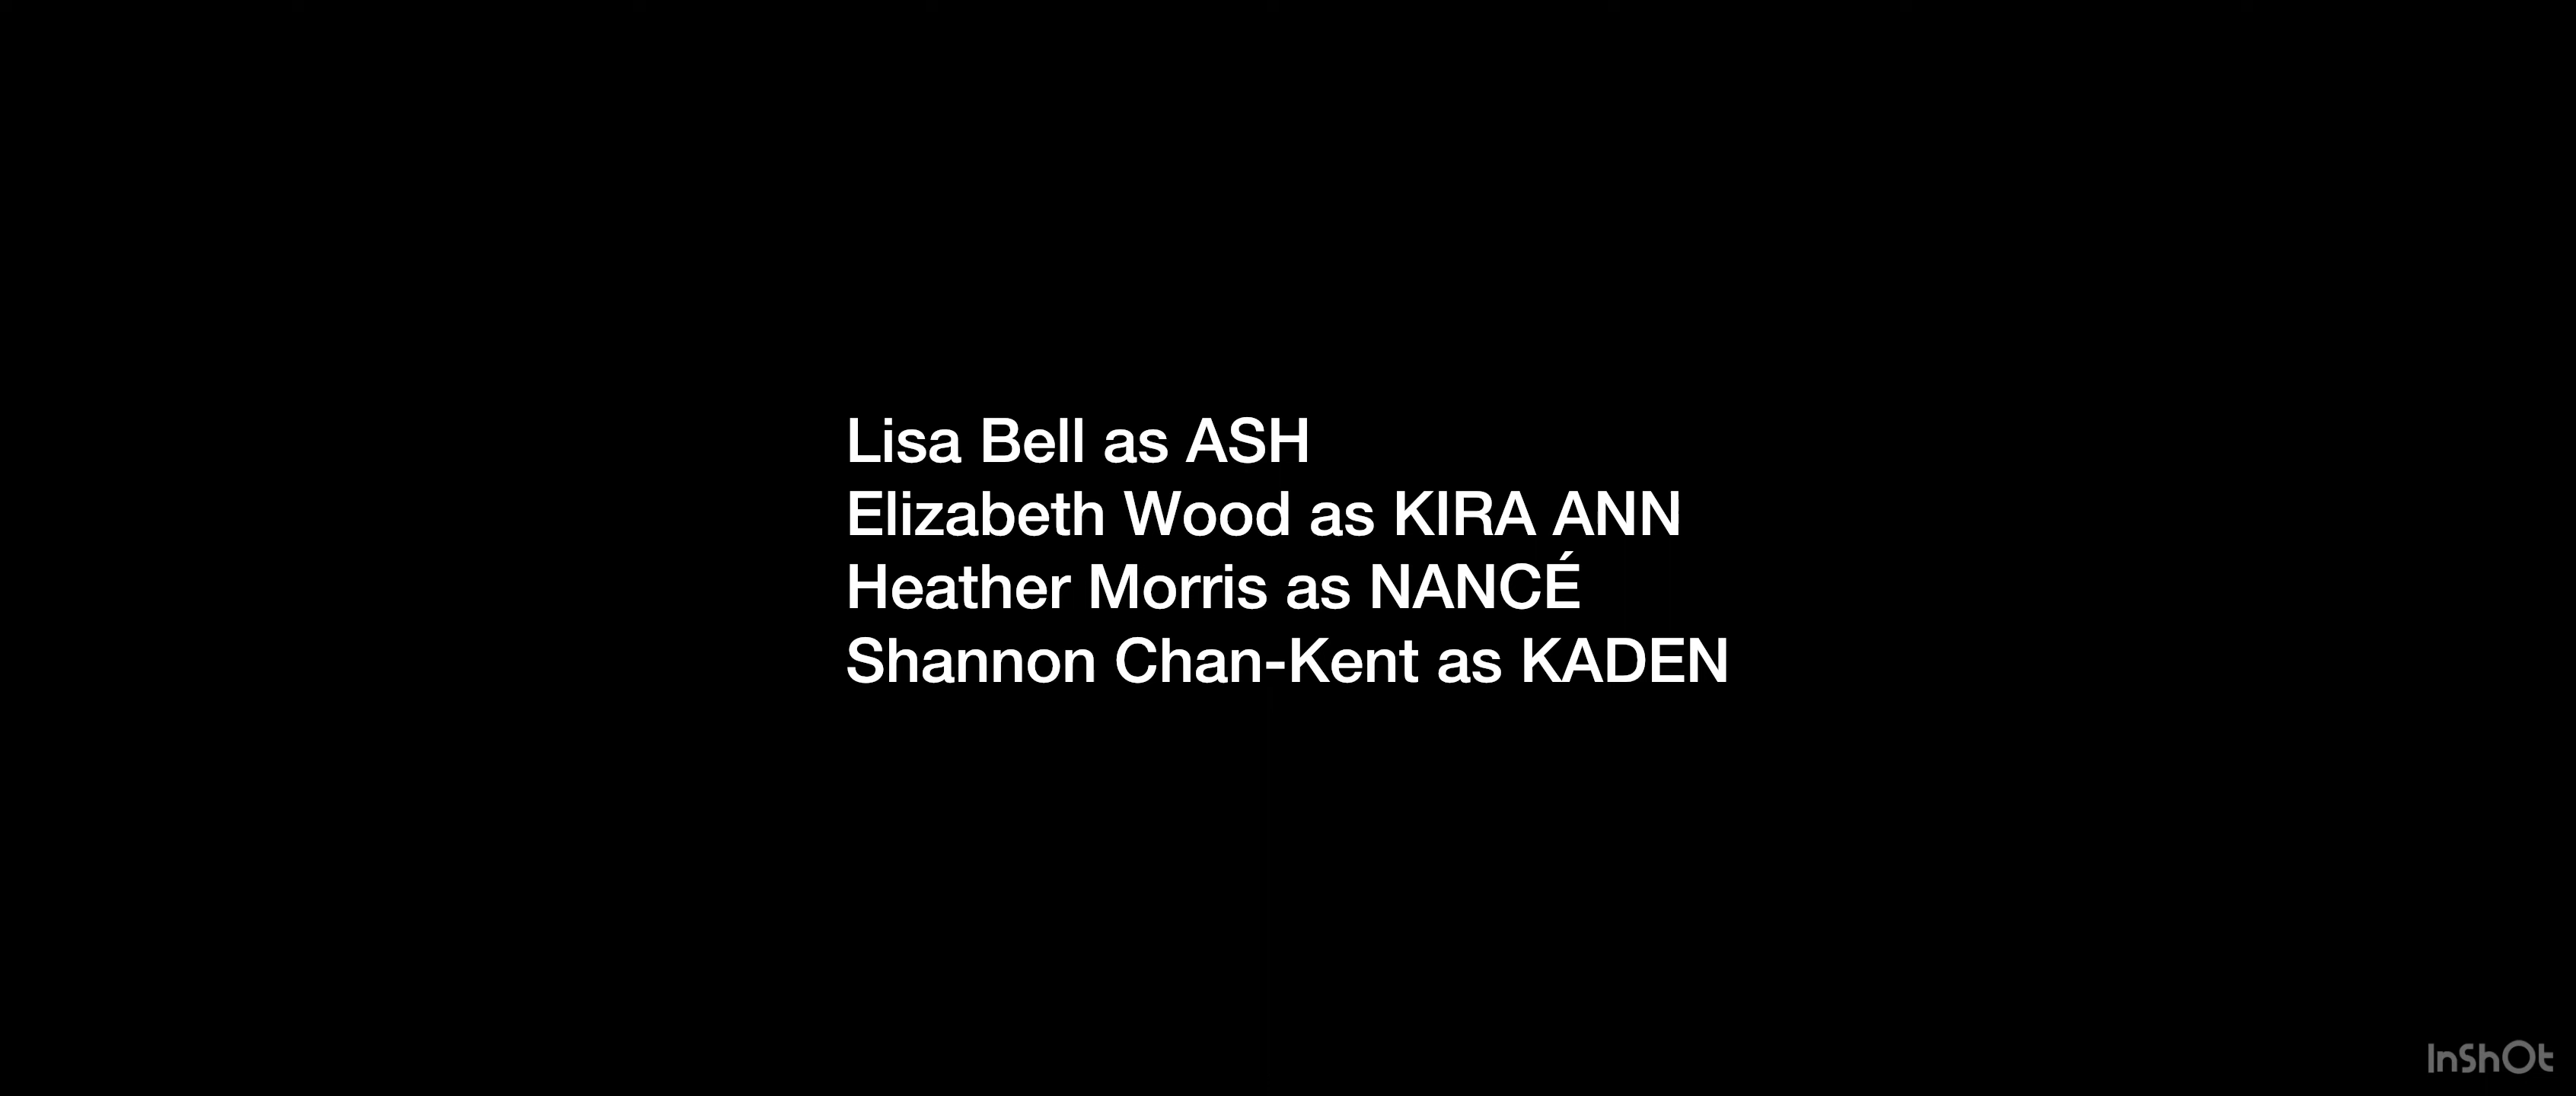 Lisa Bell as ASH
Elizabeth Wood as KIRA ANN
Heather Morris as NANCÉ
Shannon Chan-Kent as KADEN
InShOt